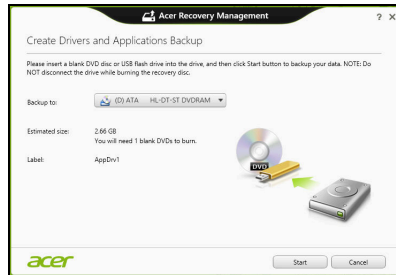 Acer Recovery Management
? X
Create Drivers and Applications Backup
Please insert a blank DVD disc or USB flash drive into the drive, and then click Start button to backup your data. NOTE: Do
NOT disconnect the drive while burning the recovery disc.
Backup to: (D) ATA HL-DT-ST DVDRAM
Estimated size: 2.66 GB
You will need 1 blank DVDs to burn.
Label: AppDrv1
DVD
acer
Start Cancel